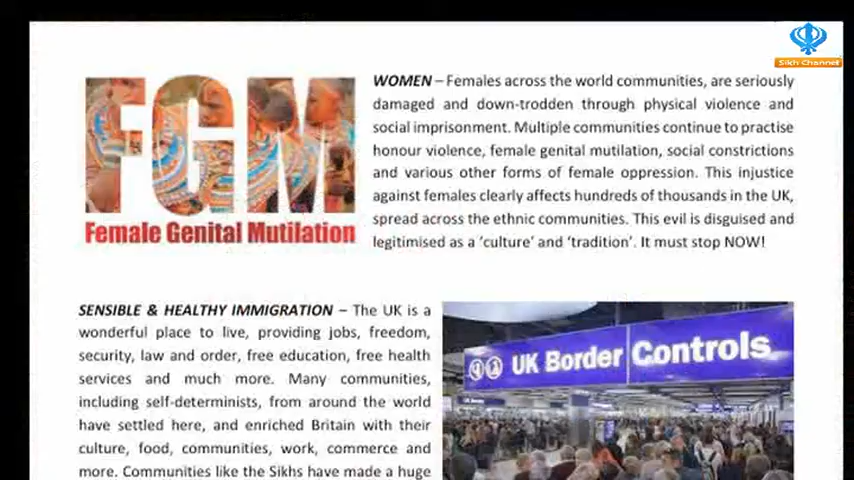 Sikh Channel
FGM
Female Genital Mutilation
WOMEN – Females across the world communities, are seriously
damaged and down-trodden through physical violence and
social imprisonment. Multiple communities continue to practise
honour violence, female genital mutilation, social constrictions
and various other forms of female oppression. This injustice
against females clearly affects hundreds of thousands in the UK,
spread across the ethnic communities. This evil is disguised and
legitimised as a ‘culture’ and ‘tradition’. It must stop NOW!
SENSIBLE & HEALTHY IMMIGRATION – The UK is a
wonderful place to live, providing jobs, freedom,
security, law and order, free education, free health
services and much more. Many communities,
including self-determinists, from around the world
have settled here, and enriched Britain with their
culture, food, communities, work, commerce and
more. Communities like the Sikhs have made a huge
UK Border Controls